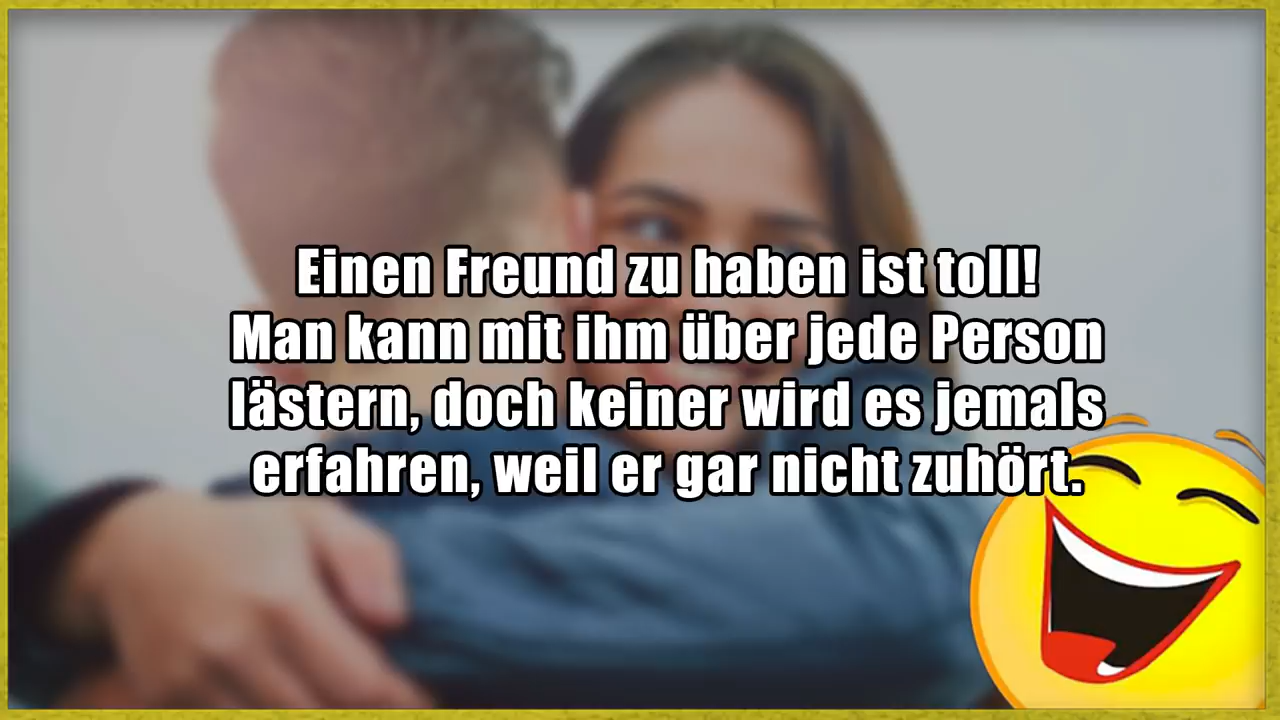 Einen Freund zu haben ist toll!
Man kann mit ihm über jede Person
lästern, doch keiner wird es jemals
erfahren, weil er gar nicht zuhört.